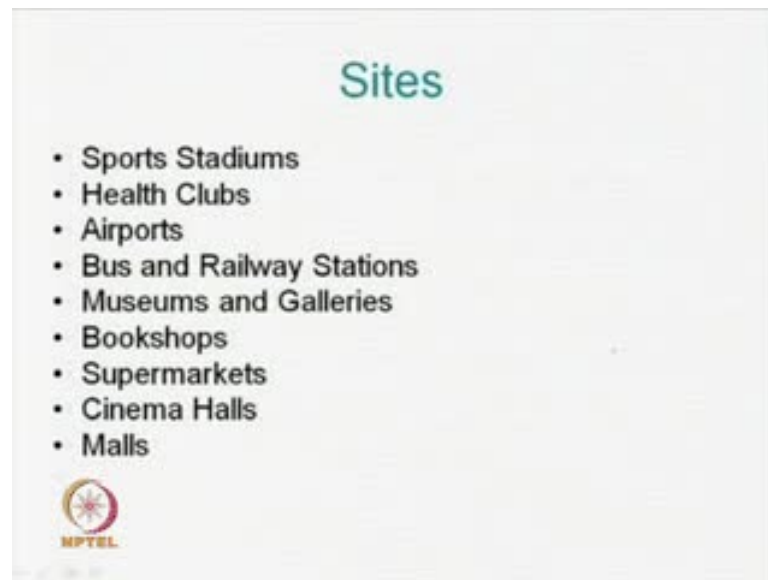 Sites
• Sports Stadiums
• Health Clubs
• Airports
• Bus and Railway Stations
• Museums and Galleries
• Bookshops
• Supermarkets
• Cinema Halls
• Malls
NPTEL